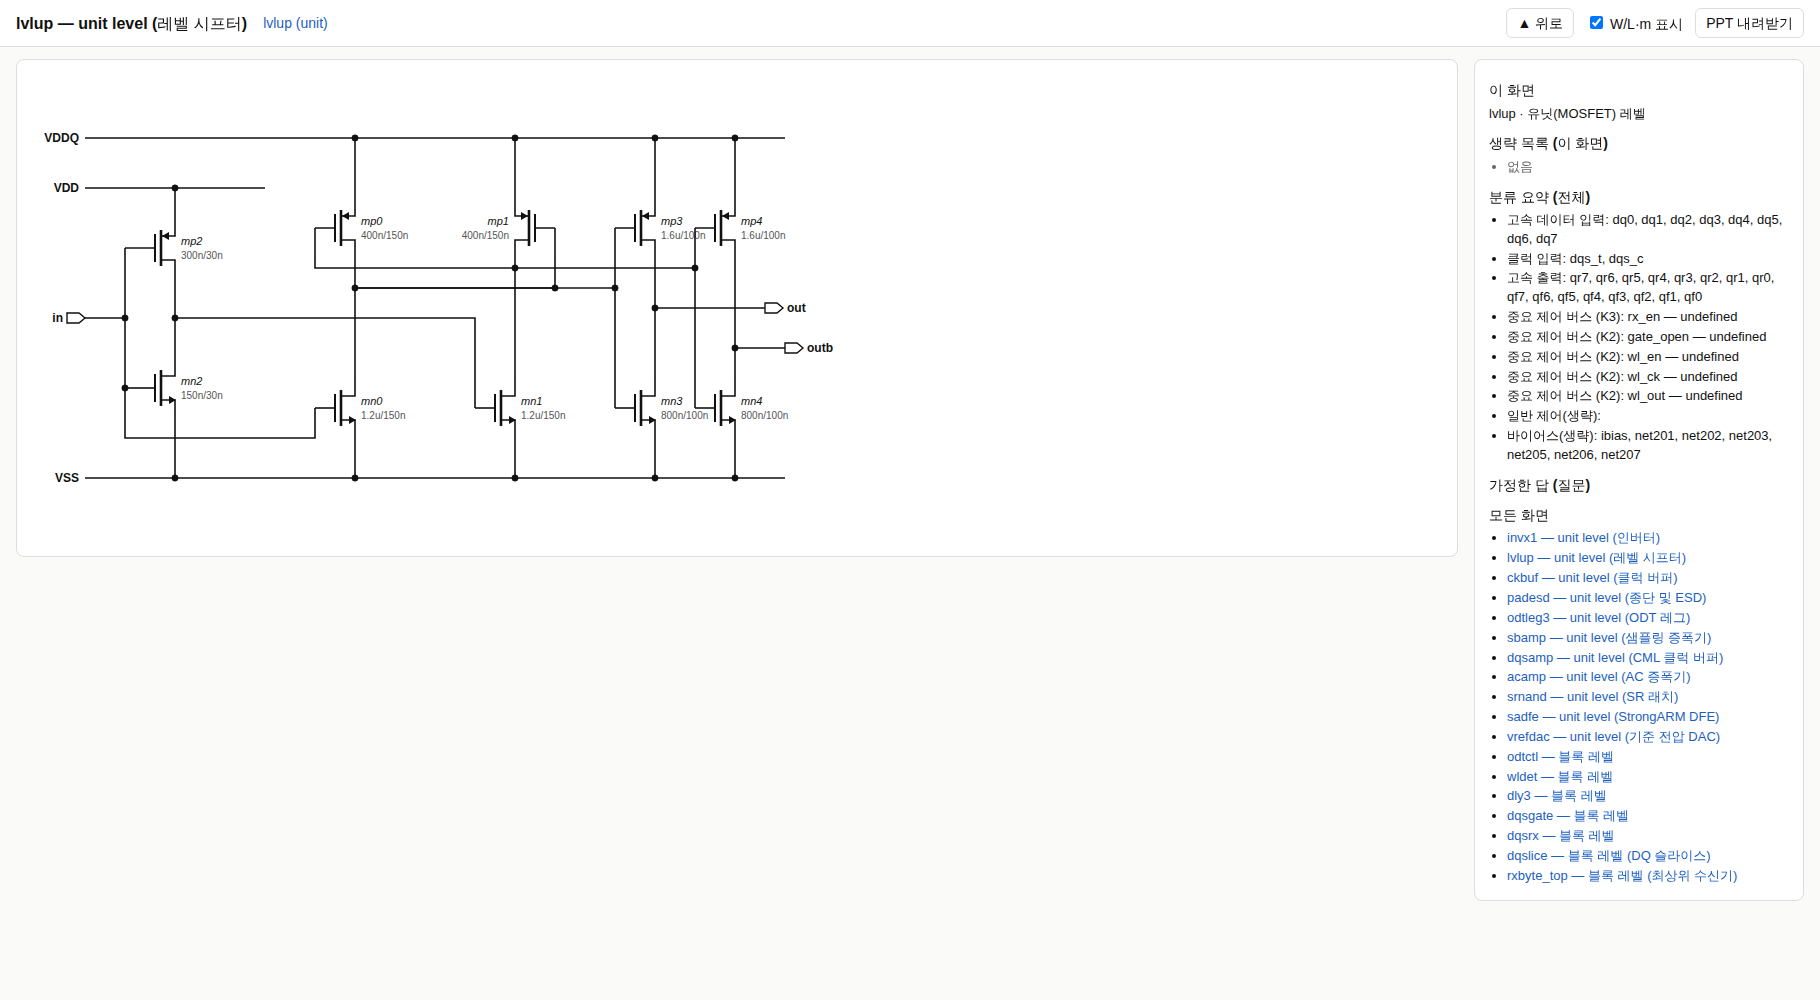 lvlup — unit level (레벨 시프터) lvlup (unit) ▲ 위로 W/L·m 표시 PPT 내려받기
VDDQ
VDD
mp0
400n/150n
mp1
400n/150n
mp3
1.6u/100n
mp4
1.6u/100n
mp2
300n/30n
in
out
outb
mn2
150n/30n
mn0
1.2u/150n
mn1
1.2u/150n
mn3
800n/100n
mn4
800n/100n
VSS
이 화면
lvlup · 유닛(MOSFET) 레벨
생략 목록 (이 화면)
없음
분류 요약 (전체)
고속 데이터 입력: dq0, dq1, dq2, dq3, dq4, dq5,
dq6, dq7
클럭 입력: dqs_t, dqs_c
고속 출력: qr7, qr6, qr5, qr4, qr3, qr2, qr1, qr0,
qf7, qf6, qf5, qf4, qf3, qf2, qf1, qf0
중요 제어 버스 (K3): rx_en — undefined
중요 제어 버스 (K2): gate_open — undefined
중요 제어 버스 (K2): wl_en — undefined
중요 제어 버스 (K2): wl_ck — undefined
중요 제어 버스 (K2): wl_out — undefined
일반 제어(생략):
바이어스(생략): ibias, net201, net202, net203,
net205, net206, net207
가정한 답 (질문)
모든 화면
invx1 — unit level (인버터)
lvlup — unit level (레벨 시프터)
ckbuf — unit level (클럭 버퍼)
padesd — unit level (종단 및 ESD)
odtleg3 — unit level (ODT 레그)
sbamp — unit level (샘플링 증폭기)
dqsamp — unit level (CML 클럭 버퍼)
acamp — unit level (AC 증폭기)
srnand — unit level (SR 래치)
sadfe — unit level (StrongARM DFE)
vrefdac — unit level (기준 전압 DAC)
odtctl — 블록 레벨
wldet — 블록 레벨
dly3 — 블록 레벨
dqsgate — 블록 레벨
dqsrx — 블록 레벨
dqslice — 블록 레벨 (DQ 슬라이스)
rxbyte_top — 블록 레벨 (최상위 수신기)